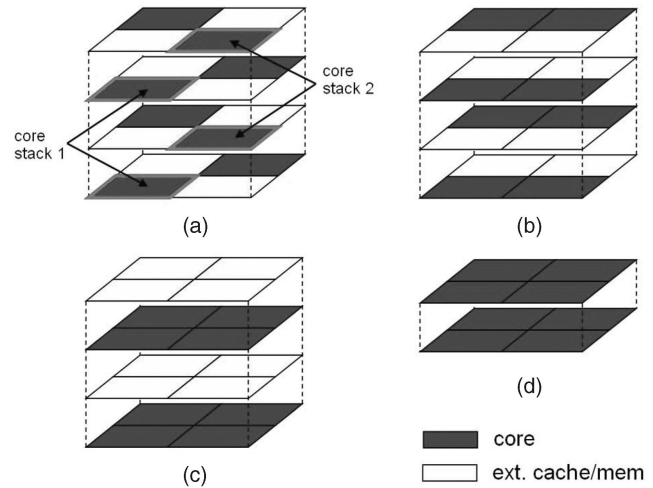 core
stack 2
core
stack 1
(a)
(b)
(c)
(d)
core
ext. cache/mem